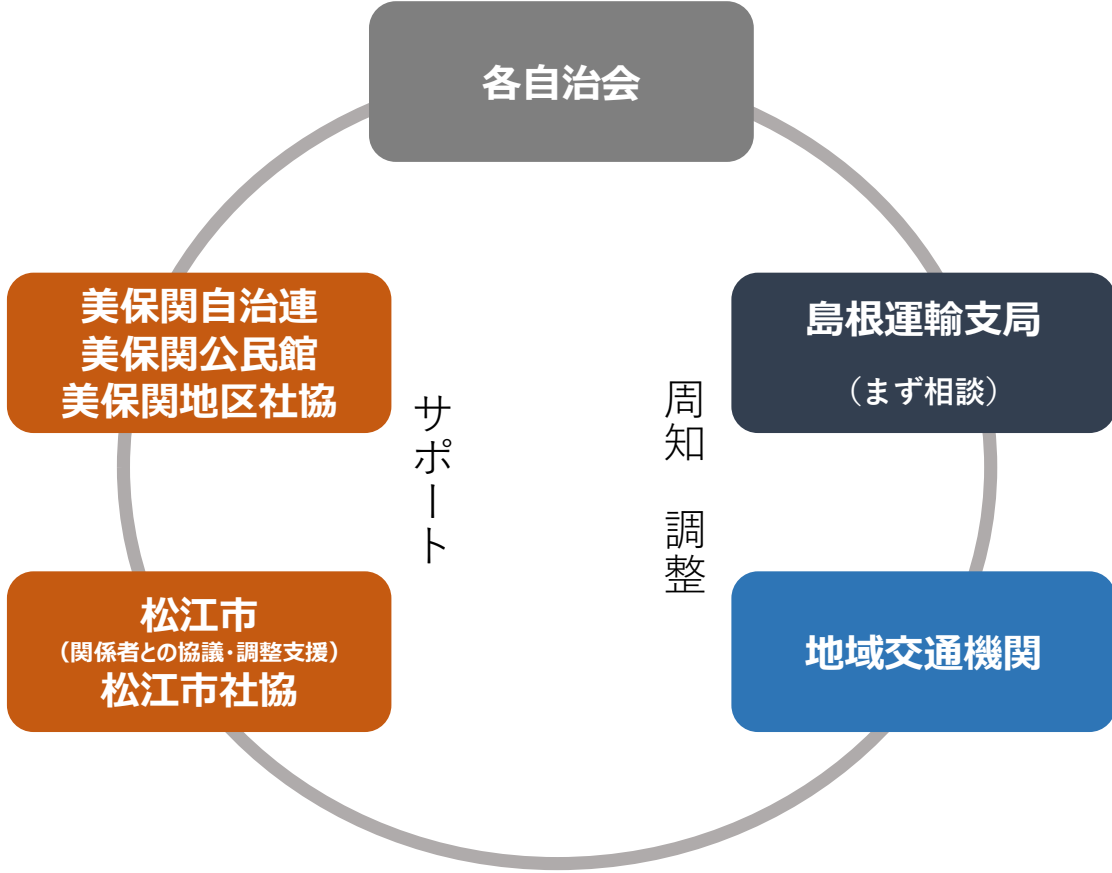 各自治会
美保関自治連
美保関公民館
美保関地区社協
島根運輸支局
（まず相談）
サポート
周知　調整
松江市
（関係者との協議・調整支援）
松江市社協
地域交通機関